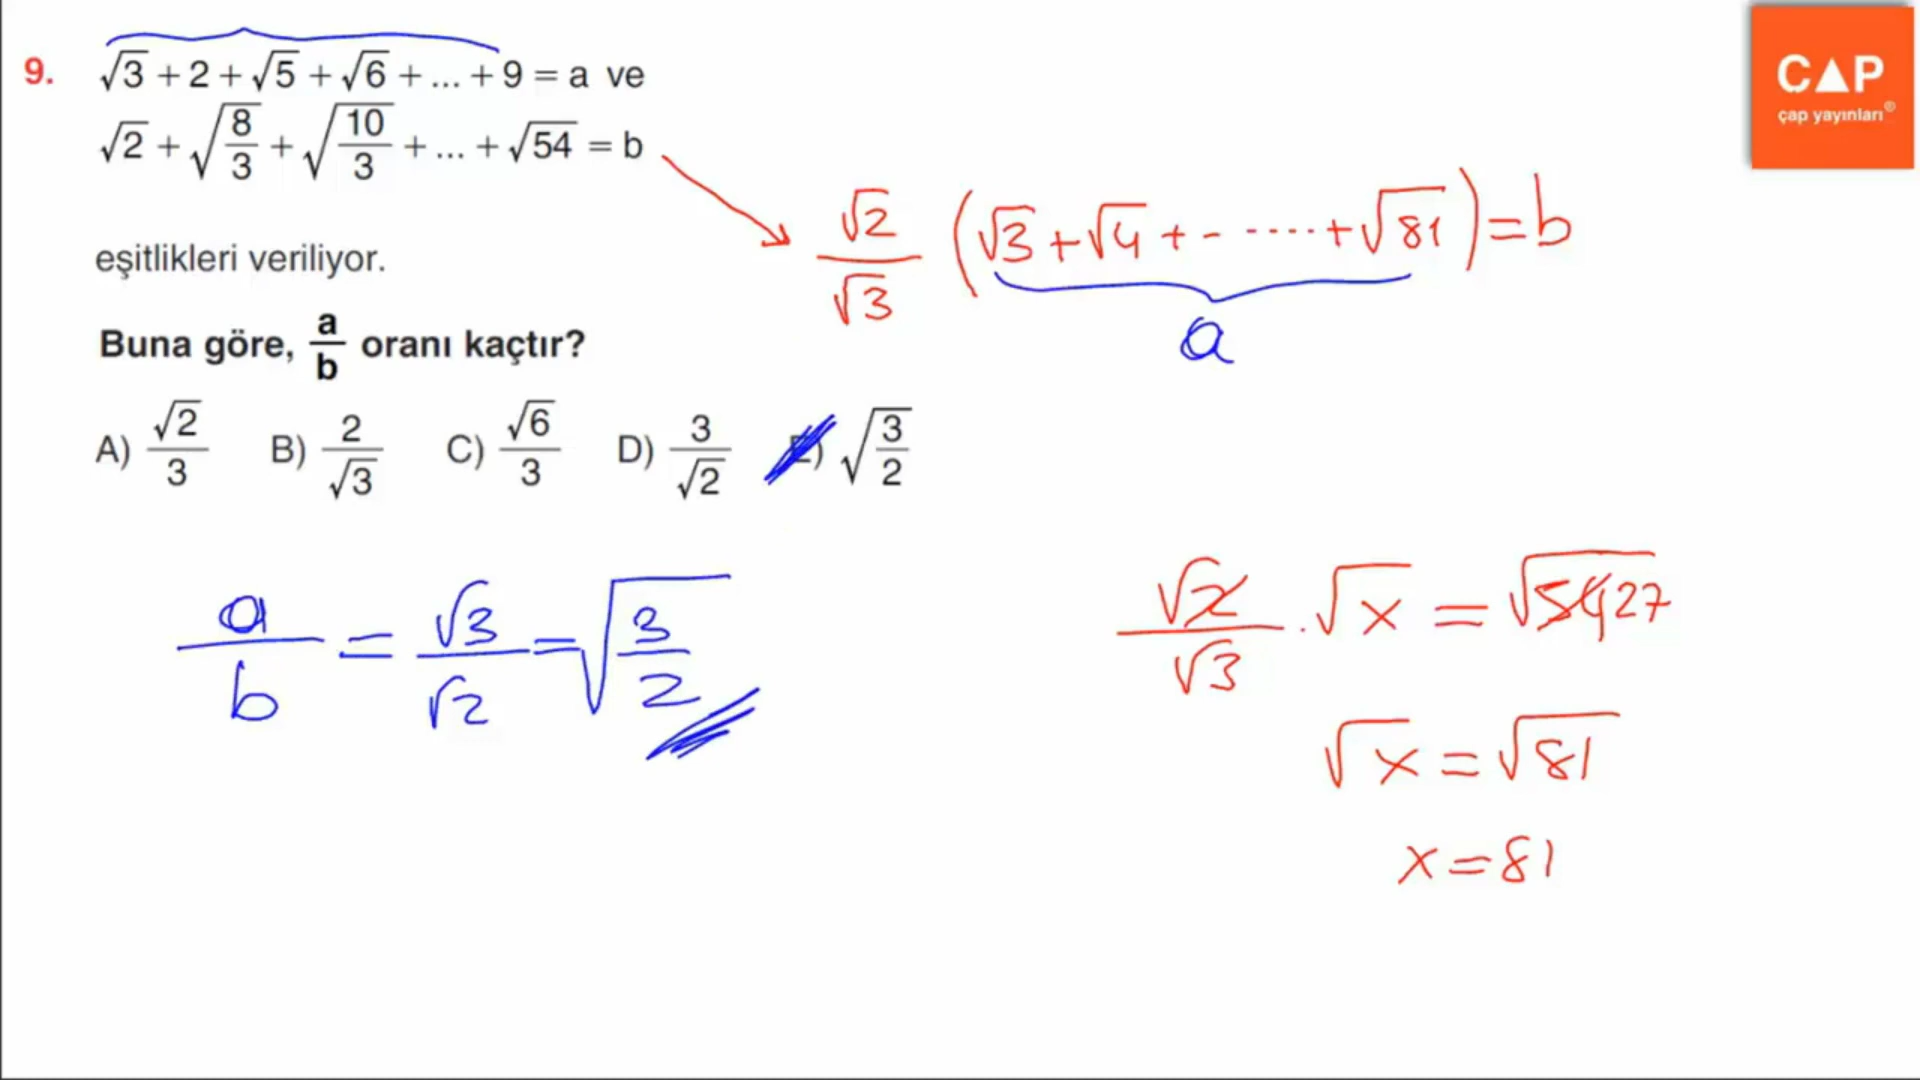 9. √3 + 2 + √5 + √6 + ... + 9 = a ve
√2 + √(8/3) + √(10/3) + ... + √54 = b
eşitlikleri veriliyor.
Buna göre, a/b oranı kaçtır?
A) √2/3 B) 2/√3 C) √6/3 D) 3/√2 E) √(3/2)
ÇAP
çap yayınları®
√2/√3 (√3 + √4 + - ..... + √81) = b
a
a/b = √3/√2 = √(3/2)
√2/√3 . √x = √54 27
√x = √81
x = 81